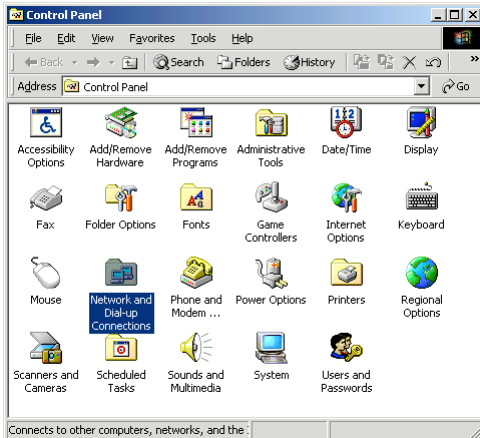 Control Panel
File Edit View Favorites Tools Help
Back Search Folders History »
Address Control Panel Go
Accessibility Options
Add/Remove Hardware
Add/Remove Programs
Administrative Tools
Date/Time
Display
Fax
Folder Options
Fonts
Game Controllers
Internet Options
Keyboard
Mouse
Network and Dial-up Connections
Phone and Modem ...
Power Options
Printers
Regional Options
Scanners and Cameras
Scheduled Tasks
Sounds and Multimedia
System
Users and Passwords
Connects to other computers, networks, and the